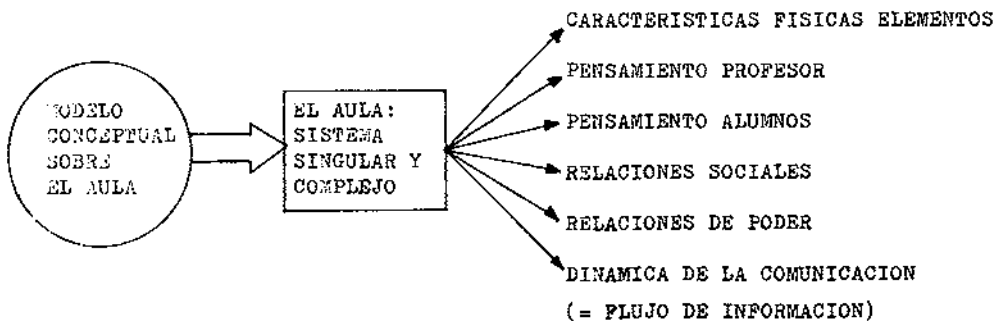 MODELO
CONCEPTUAL
SOBRE
EL AULA
EL AULA:
SISTEMA
SINGULAR Y
COMPLEJO
CARACTERISTICAS FISICAS ELEMENTOS
PENSAMIENTO PROFESOR
PENSAMIENTO ALUMNOS
RELACIONES SOCIALES
RELACIONES DE PODER
DINAMICA DE LA COMUNICACION
(= FLUJO DE INFORMACION)